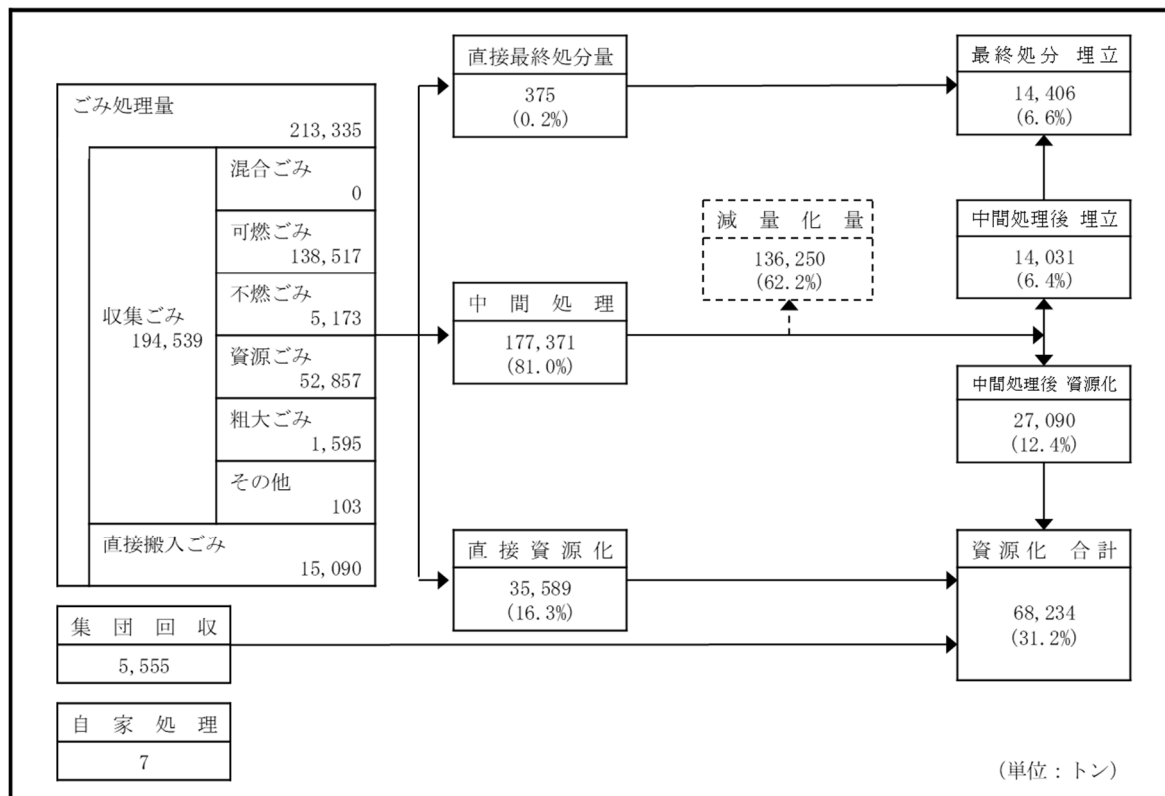 ごみ処理量
213,335
収集ごみ
194,539
混合ごみ
0
可燃ごみ
138,517
不燃ごみ
5,173
資源ごみ
52,857
粗大ごみ
1,595
その他
103
直接搬入ごみ
15,090
集団回収
5,555
自家処理
7
直接最終処分量
375
(0.2%)
中間処理
177,371
(81.0%)
直接資源化
35,589
(16.3%)
減量化量
136,250
(62.2%)
最終処分 埋立
14,406
(6.6%)
中間処理後 埋立
14,031
(6.4%)
中間処理後 資源化
27,090
(12.4%)
資源化 合計
68,234
(31.2%)
(単位：トン)